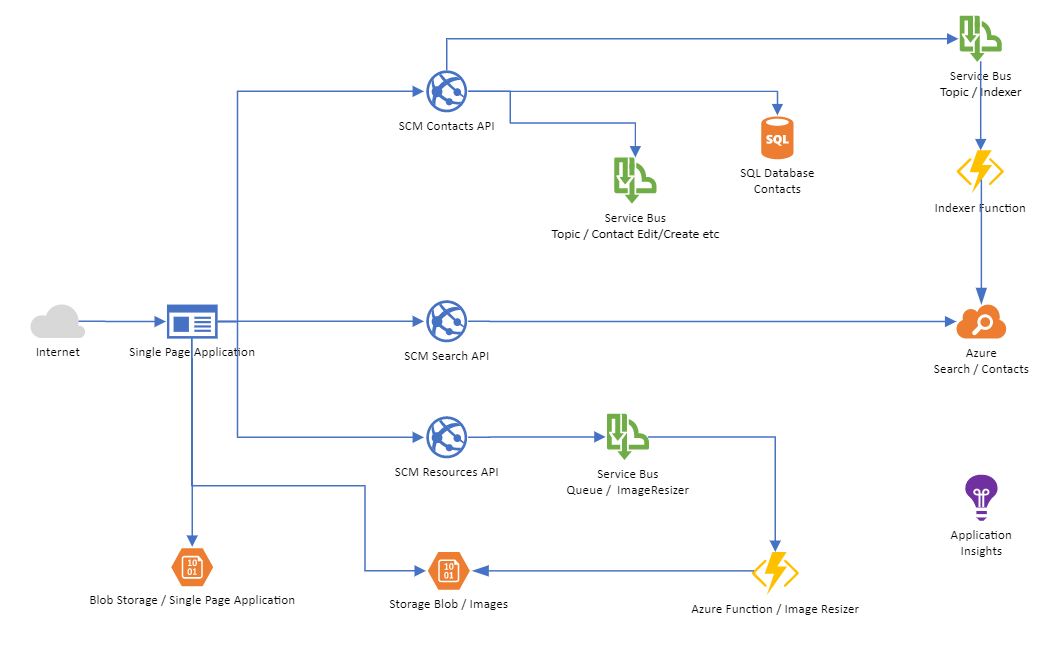 Service Bus
Topic / Indexer
SCM Contacts API
SQL
SQL Database
Contacts
Service Bus
Topic / Contact Edit/Create etc
Indexer Function
Internet
Single Page Application
SCM Search API
Azure
Search / Contacts
SCM Resources API
Service Bus
Queue /  ImageResizer
Application
Insights
10
01
Blob Storage / Single Page Application
10
01
Storage Blob / Images
Azure Function / Image Resizer